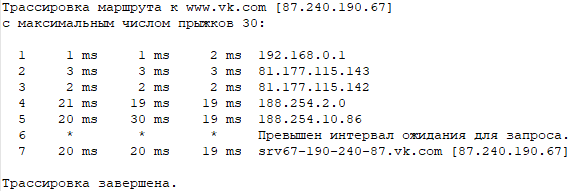 Трассировка маршрута к www.vk.com [87.240.190.67]
с максимальным числом прыжков 30:
1 1 ms 1 ms 2 ms 192.168.0.1
2 3 ms 3 ms 3 ms 81.177.115.143
3 2 ms 2 ms 2 ms 81.177.115.142
4 21 ms 19 ms 19 ms 188.254.2.0
5 20 ms 30 ms 19 ms 188.254.10.86
6 * * * Превышен интервал ожидания для запроса.
7 20 ms 20 ms 19 ms srv67-190-240-87.vk.com [87.240.190.67]
Трассировка завершена.